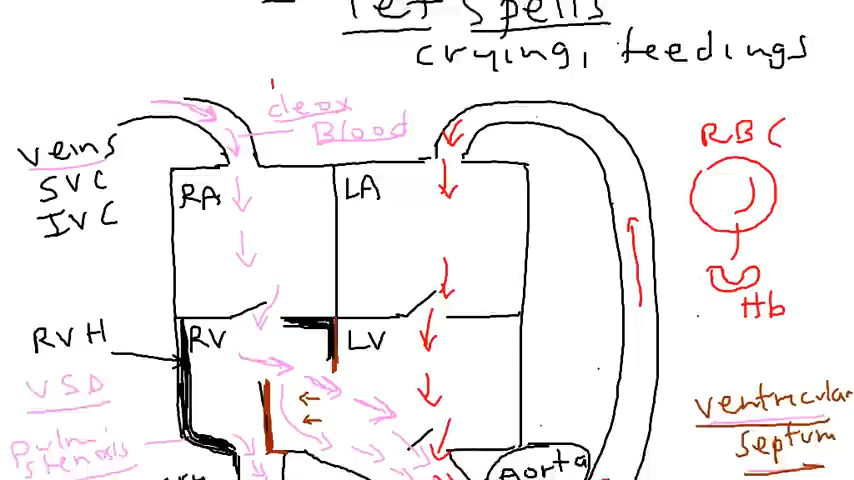 Tet Spells
crying, feedings
deox
Blood
RBC
veins
SVC
IVC
RA
LA
Hb
RVH
RV
LV
VSD
Pulm.
stenosis
ventricular
septum
Aorta